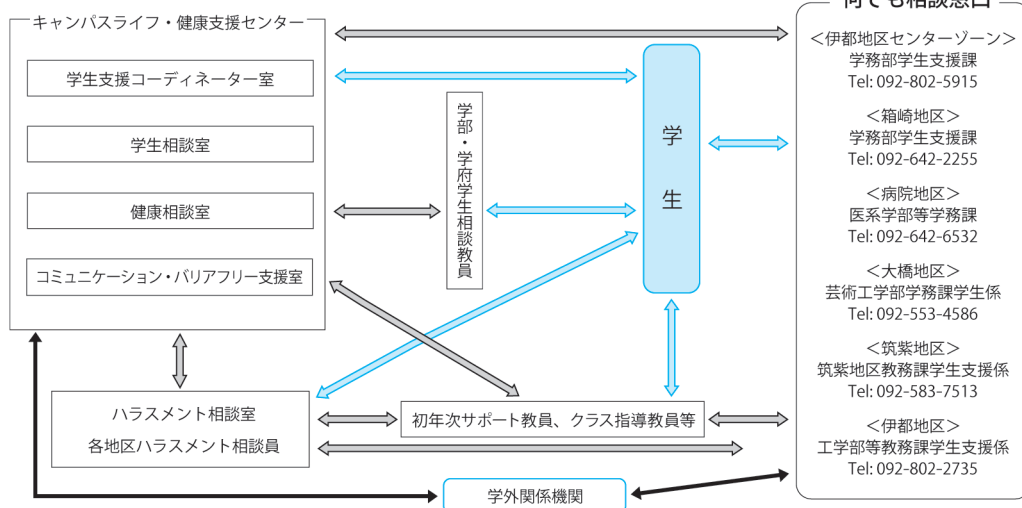 キャンパスライフ・健康支援センター
学生支援コーディネーター室
学生相談室
健康相談室
コミュニケーション・バリアフリー支援室
学部・学府学生相談教員
学生
ハラスメント相談室
各地区ハラスメント相談員
初年次サポート教員、クラス指導教員等
学外関係機関
何でも相談窓口
＜伊都地区センターゾーン＞
学務部学生支援課
Tel: 092-802-5915
＜箱崎地区＞
学務部学生支援課
Tel: 092-642-2255
＜病院地区＞
医系学部等学務課
Tel: 092-642-6532
＜大橋地区＞
芸術工学部学務課学生係
Tel: 092-553-4586
＜筑紫地区＞
筑紫地区教務課学生支援係
Tel: 092-583-7513
＜伊都地区＞
工学部等教務課学生支援係
Tel: 092-802-2735